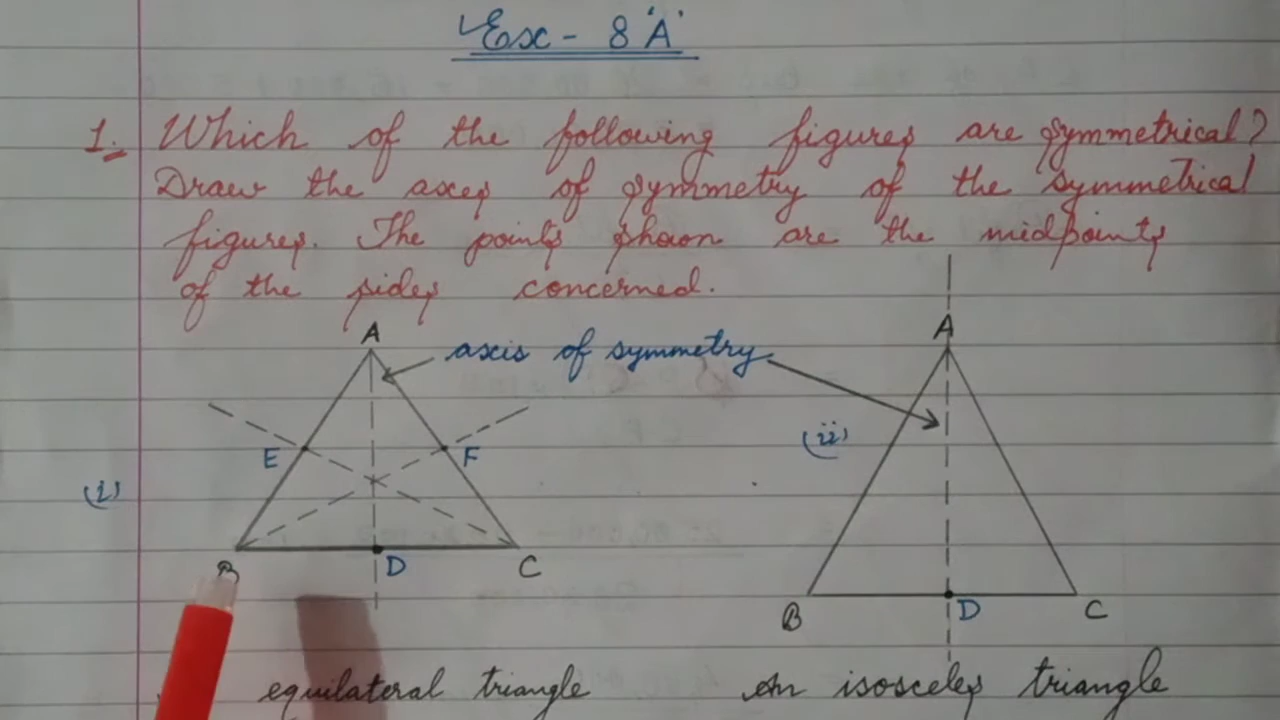 Ex - 8 'A'
1. Which of the following figures are symmetrical?
Draw the axes of symmetry of the symmetrical
figures. The points shown are the midpoints
of the sides concerned.
A
axis of symmetry
A
E
F
(ii)
(i)
B
D
C
B
D
C
equilateral triangle
An isosceles triangle